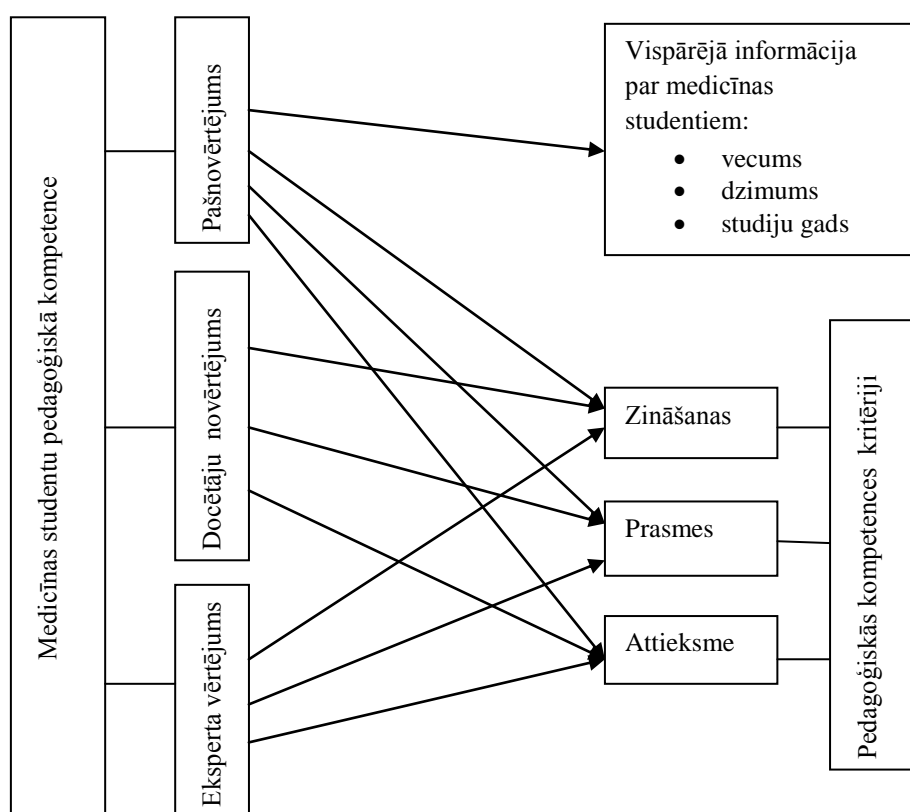 Medicīnas studentu pedagoģiskā kompetence
Pašnovērtējums
Docētāju novērtējums
Eksperta vērtējums
Vispārējā informācija
par medicīnas
studentiem:
• vecums
• dzimums
• studiju gads
Zināšanas
Prasmes
Attieksme
Pedagoģiskās kompetences kritēriji